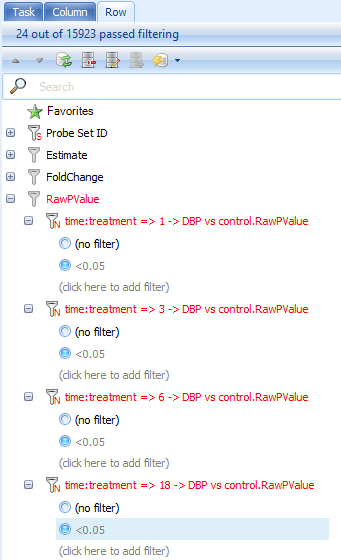 Task Column Row
24 out of 15923 passed filtering
Search
Favorites
Probe Set ID
Estimate
FoldChange
RawPValue
time:treatment => 1 -> DBP vs control.RawPValue
(no filter)
<0.05
(click here to add filter)
time:treatment => 3 -> DBP vs control.RawPValue
(no filter)
<0.05
(click here to add filter)
time:treatment => 6 -> DBP vs control.RawPValue
(no filter)
<0.05
(click here to add filter)
time:treatment => 18 -> DBP vs control.RawPValue
(no filter)
<0.05
(click here to add filter)